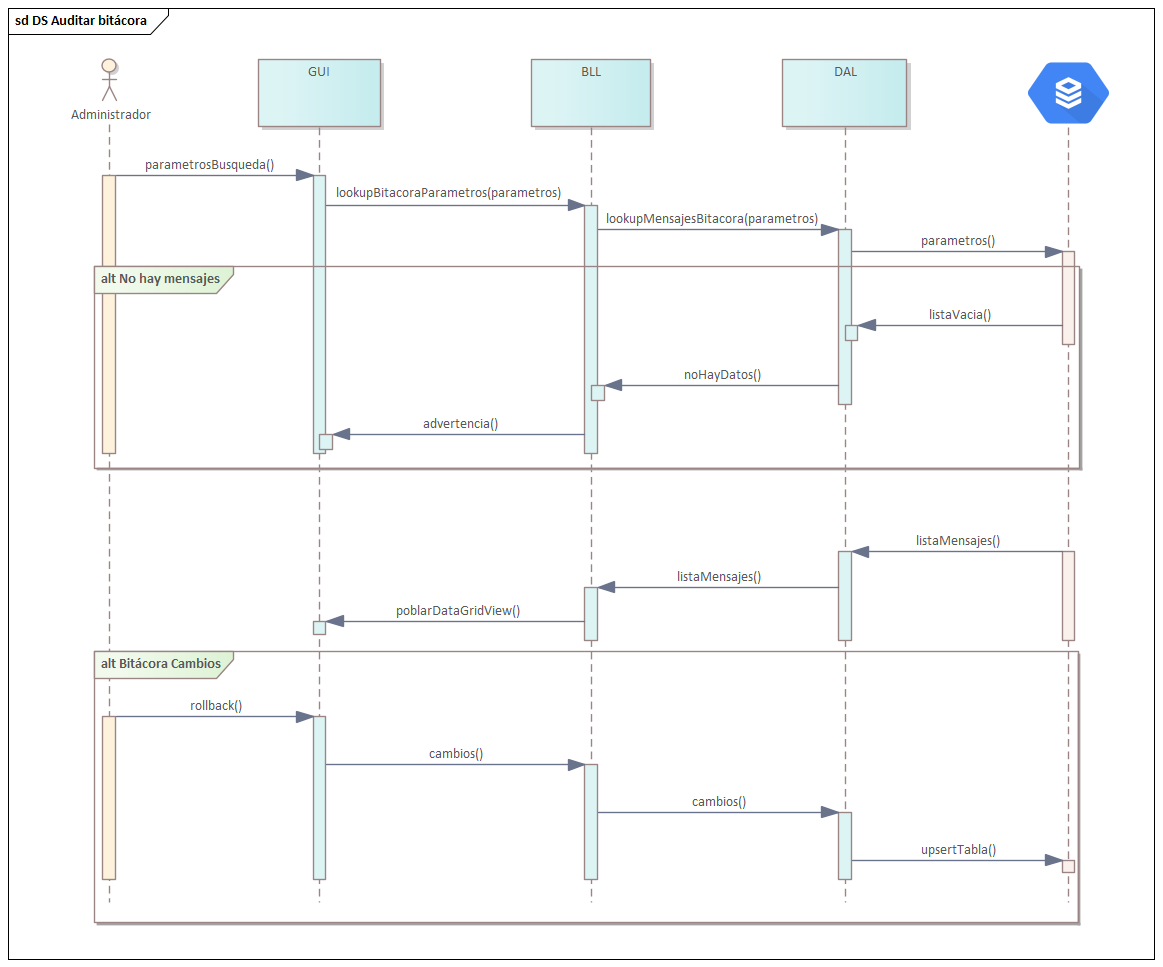 sd DS Auditar bitácora
Administrador
GUI
BLL
DAL
parametrosBusqueda()
lookupBitacoraParametros(parametros)
lookupMensajesBitacora(parametros)
parametros()
alt No hay mensajes
listaVacia()
noHayDatos()
advertencia()
listaMensajes()
listaMensajes()
poblarDataGridView()
alt Bitácora Cambios
rollback()
cambios()
cambios()
upsertTabla()